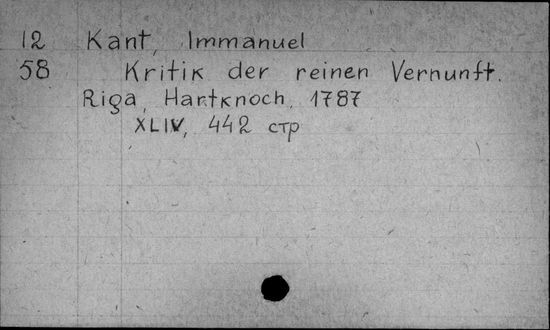 12 Kant, Immanuel
58 Kritik der reinen Vernunft.
Riga, Hartknoch, 1787
XLIV, 442 стр